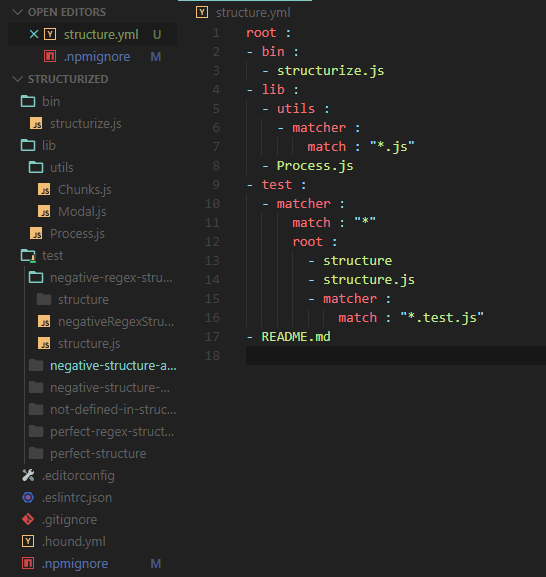 OPEN EDITORS
structure.yml U
.npmignore M
STRUCTURIZED
bin
structurize.js
lib
utils
Chunks.js
Modal.js
Process.js
test
negative-regex-stru...
structure
negativeRegexStru...
structure.js
negative-structure-a...
negative-structure-...
not-defined-in-struc...
perfect-regex-struct...
perfect-structure
.editorconfig
.eslintrc.json
.gitignore
.hound.yml
.npmignore M
structure.yml
1 root :
2 - bin :
3 - structurize.js
4 - lib :
5 - utils :
6 - matcher :
7 match : "*.js"
8 - Process.js
9 - test :
10 - matcher :
11 match : "*"
12 root :
13 - structure
14 - structure.js
15 - matcher :
16 match : "*.test.js"
17 - README.md
18